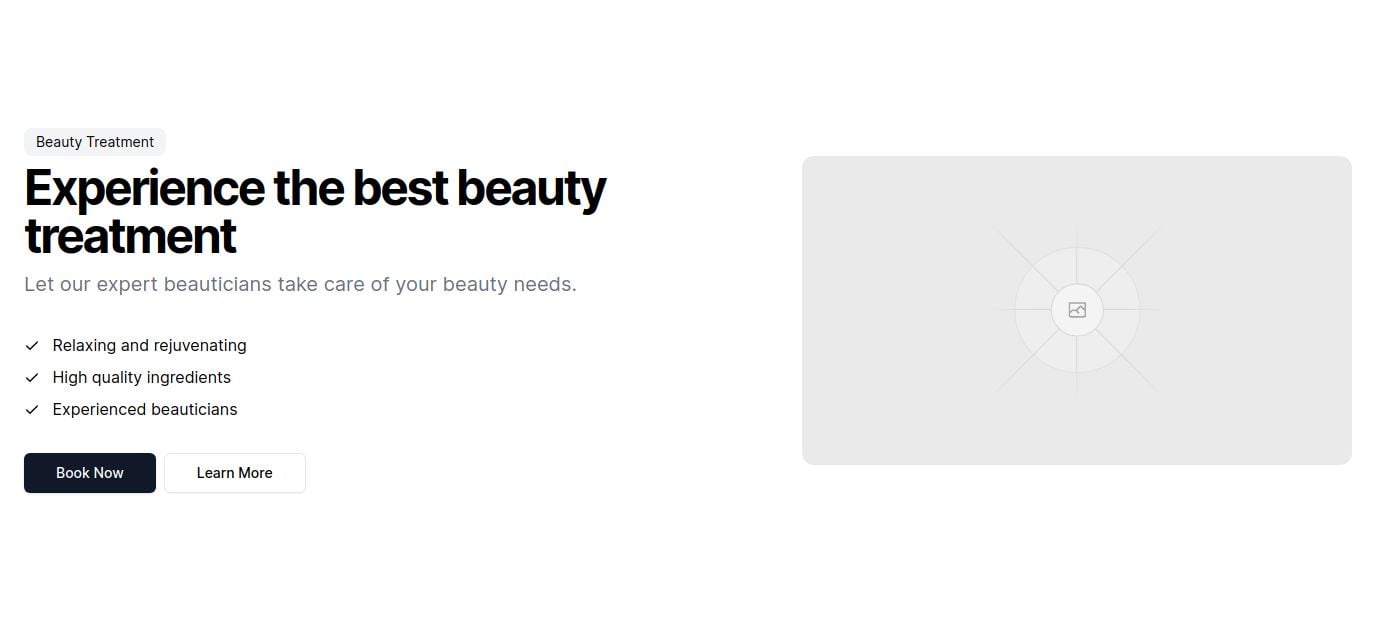 Beauty Treatment
Experience the best beauty
treatment
Let our expert beauticians take care of your beauty needs.
Relaxing and rejuvenating
High quality ingredients
Experienced beauticians
Book Now
Learn More